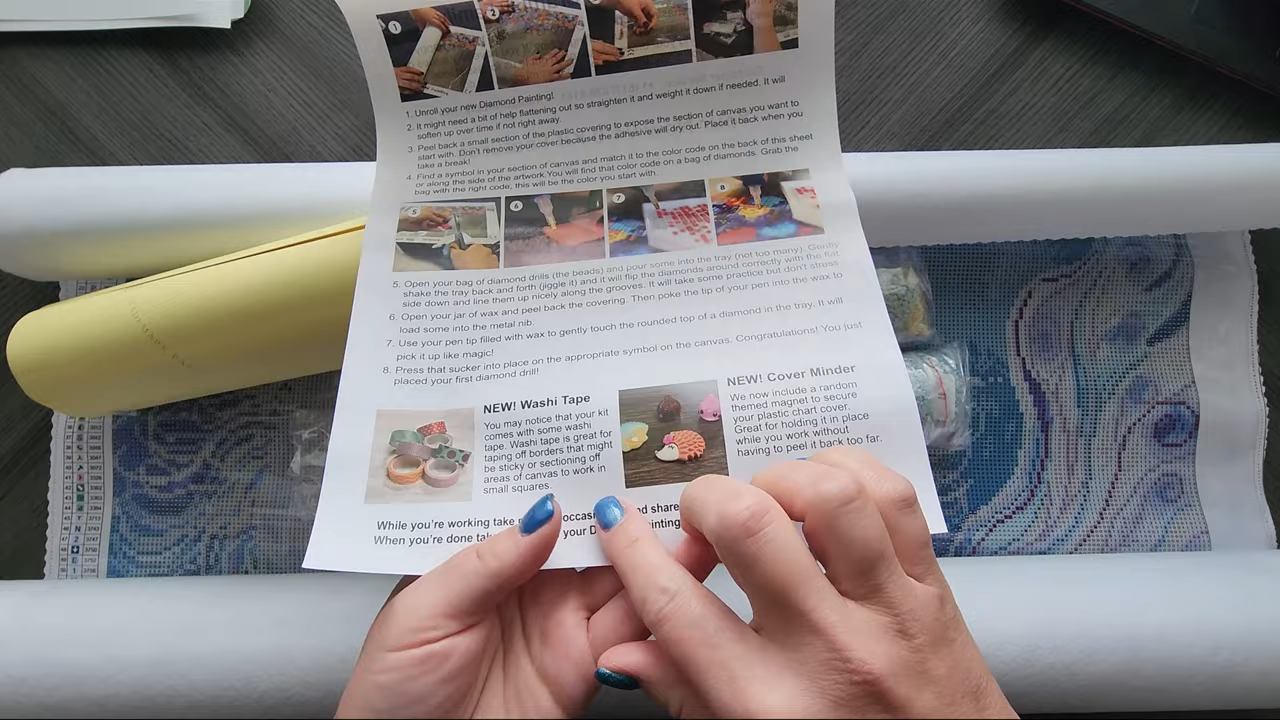 1
2
1. Unroll your new Diamond Painting!
2. It might need a bit of help flattening out so straighten it and weight it down if needed. It will
soften up over time if not right away.
3. Peel back a small section of the plastic covering to expose the section of canvas you want to
start with. Don't remove your cover because the adhesive will dry out. Place it back when you
take a break!
4. Find a symbol in your section of canvas and match it to the color code on the back of this sheet
or along the side of the artwork. You will find that color code on a bag of diamonds. Grab the
bag with the right code, this will be the color you start with.
5
6
7
8
5. Open your bag of diamond drills (the beads) and pour some into the tray (not too many). Gently
shake the tray back and forth (jiggle it) and it will flip the diamonds around correctly with the flat
side down and line them up nicely along the grooves. It will take some practice but don't stress
6. Open your jar of wax and peel back the covering. Then poke the tip of your pen into the wax to
load some into the metal nib.
7. Use your pen tip filled with wax to gently touch the rounded top of a diamond in the tray. It will
pick it up like magic!
8. Press that sucker into place on the appropriate symbol on the canvas. Congratulations! You just
placed your first diamond drill!
NEW! Washi Tape
You may notice that your kit
comes with some washi
tape. Washi tape is great for
taping off borders that might
be sticky or sectioning off
areas of canvas to work in
small squares.
NEW! Cover Minder
We now include a random
themed magnet to secure
your plastic chart cover.
Great for holding it in place
while you work without
having to peel it back too far.
While you're working take
and share
When you're done
your